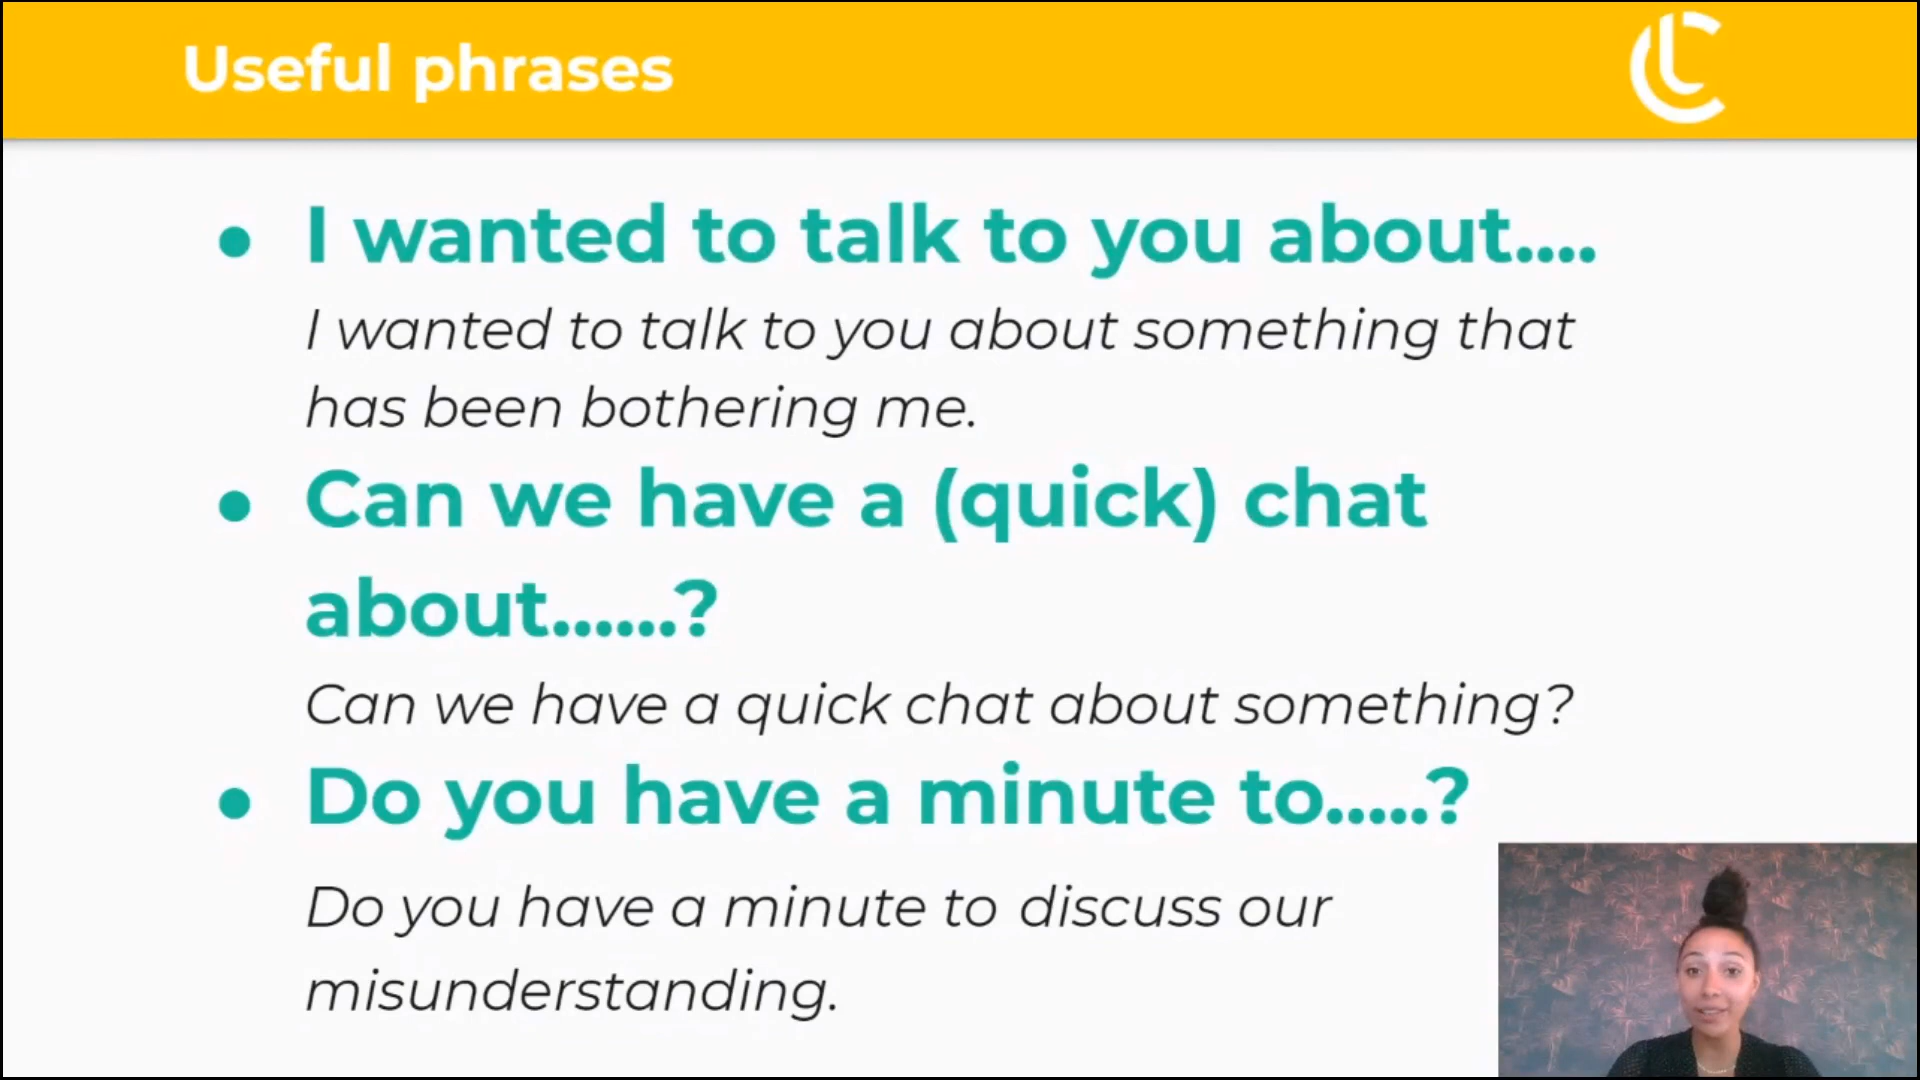 Useful phrases
• I wanted to talk to you about....
I wanted to talk to you about something that
has been bothering me.
• Can we have a (quick) chat
about......?
Can we have a quick chat about something?
• Do you have a minute to.....?
Do you have a minute to discuss our
misunderstanding.